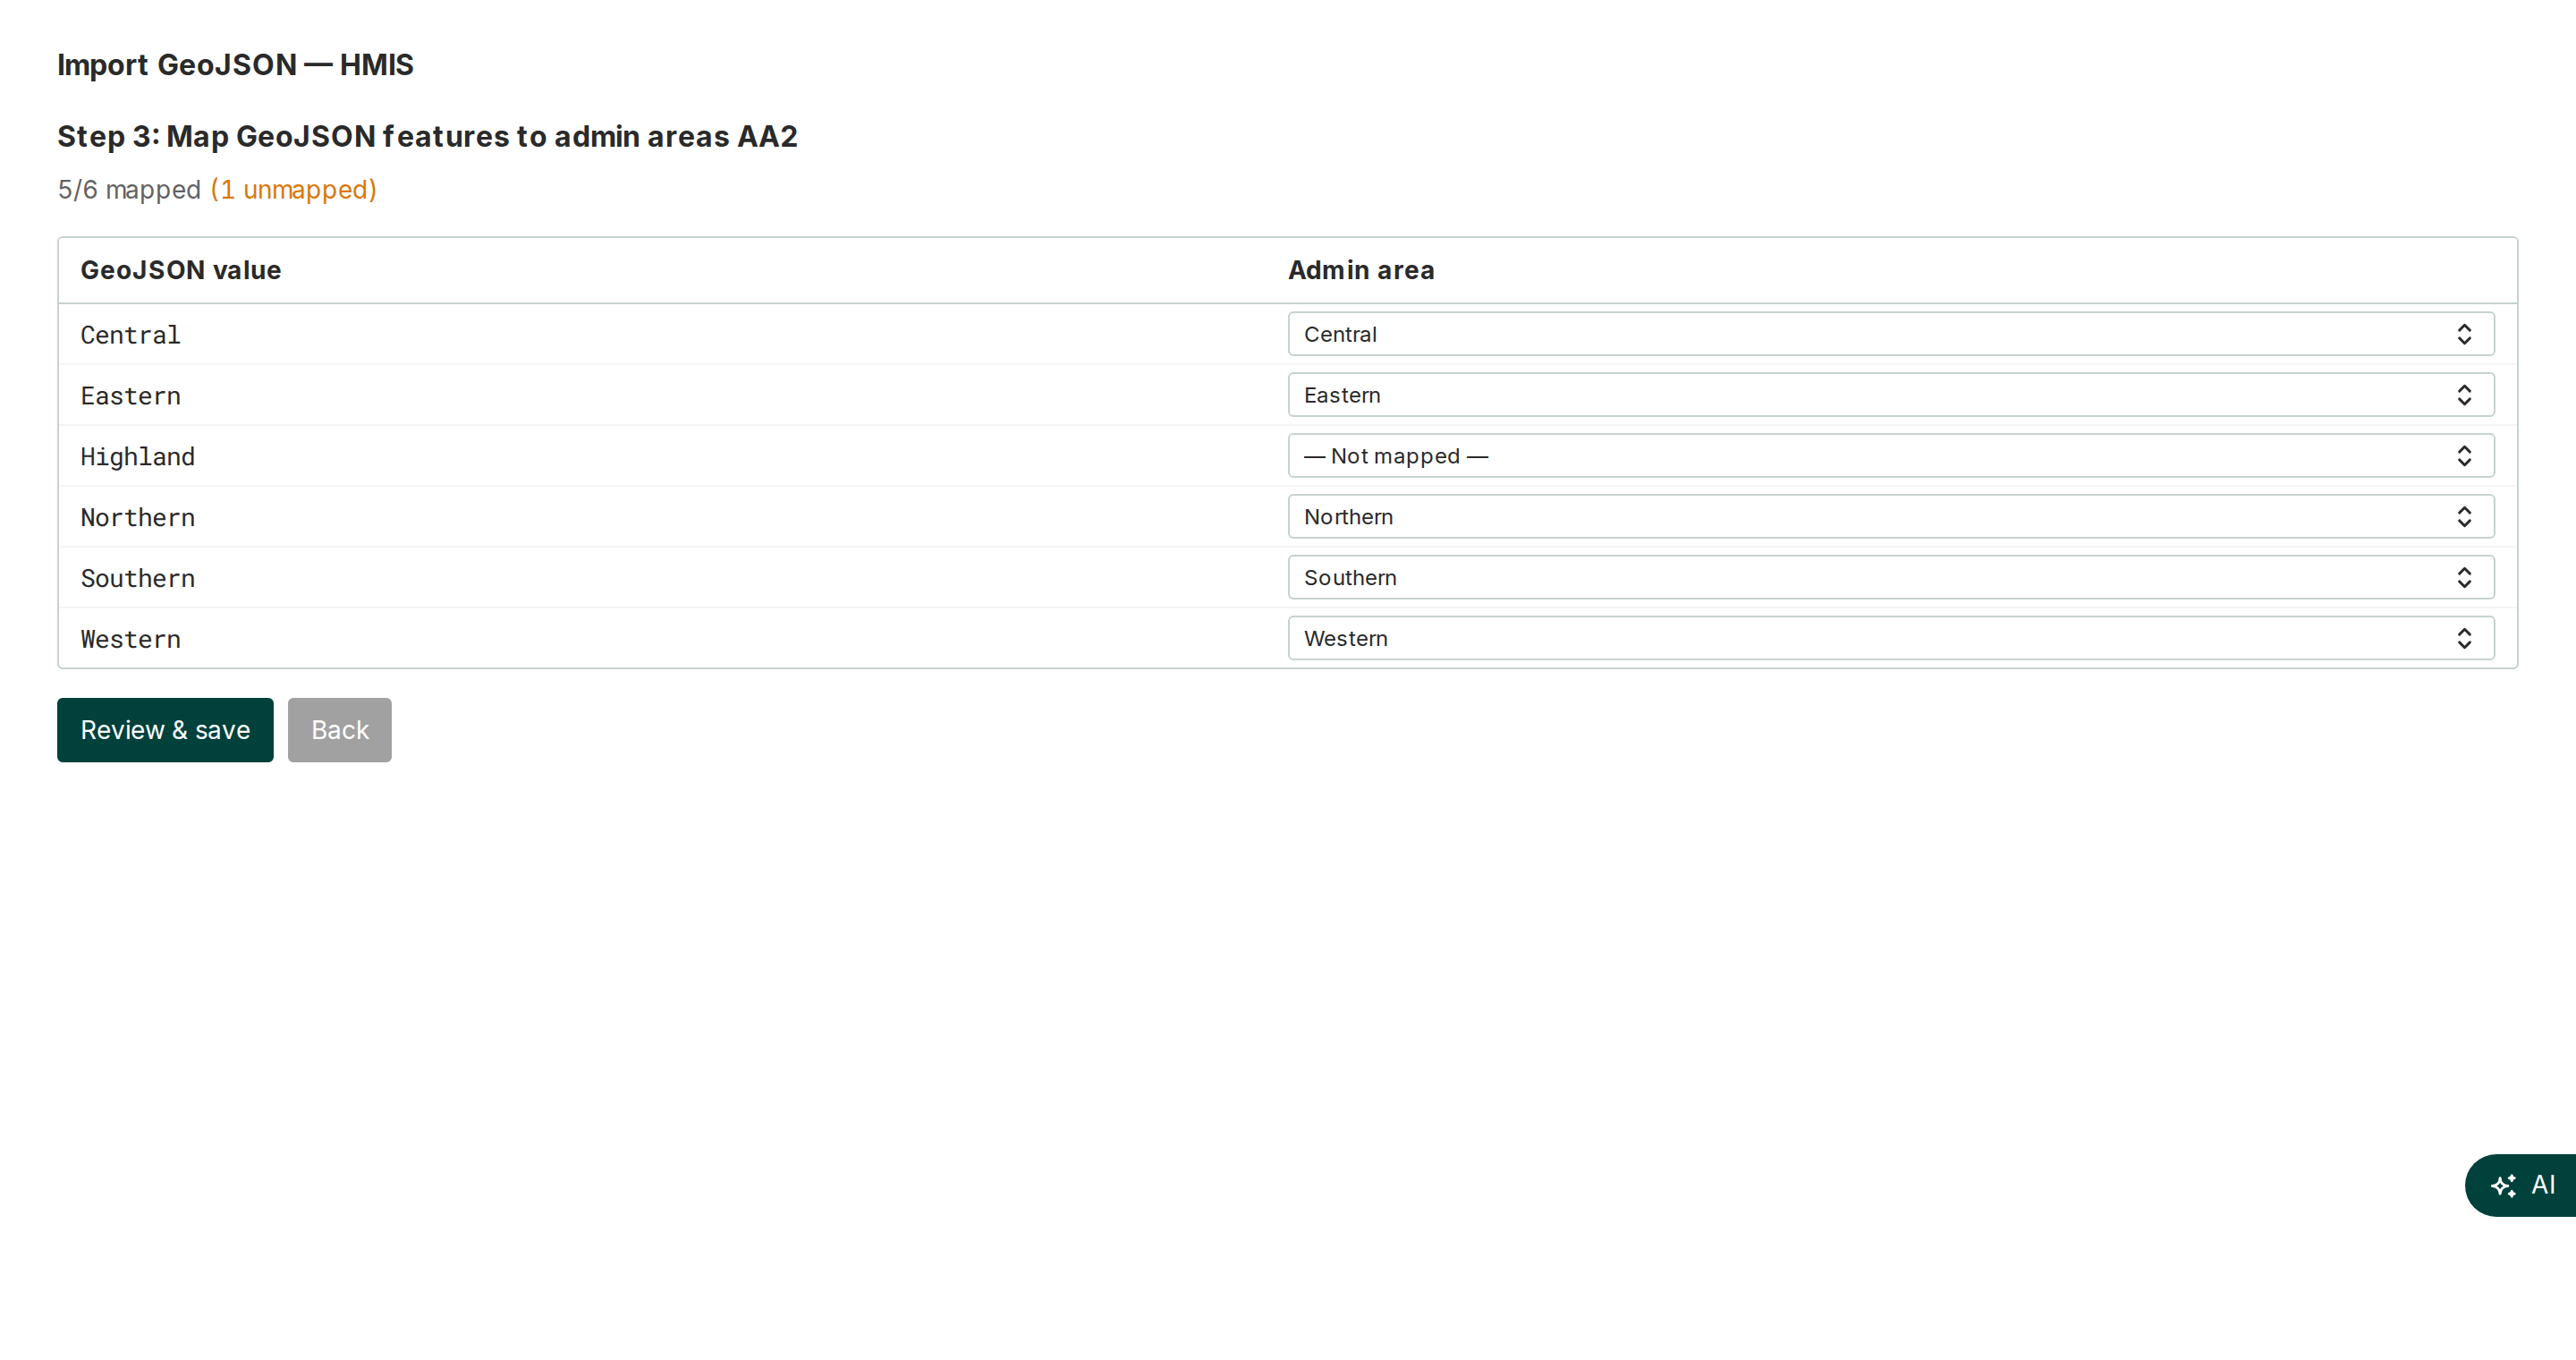 Import GeoJSON — HMIS
Step 3: Map GeoJSON features to admin areas AA2
5/6 mapped (1 unmapped)
GeoJSON value Admin area
Central Central
Eastern Eastern
Highland — Not mapped —
Northern Northern
Southern Southern
Western Western
Review & save Back
AI